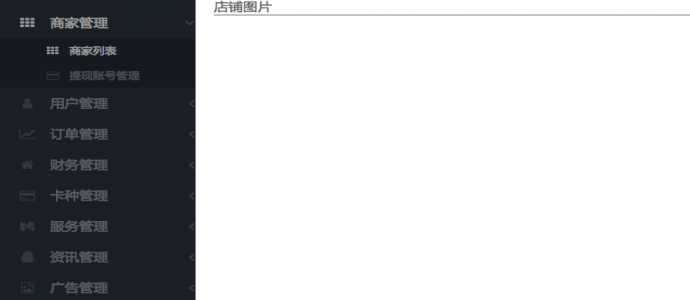 店铺图片
商家管理
商家列表
提现账号管理
用户管理
订单管理
财务管理
卡种管理
服务管理
资讯管理
广告管理